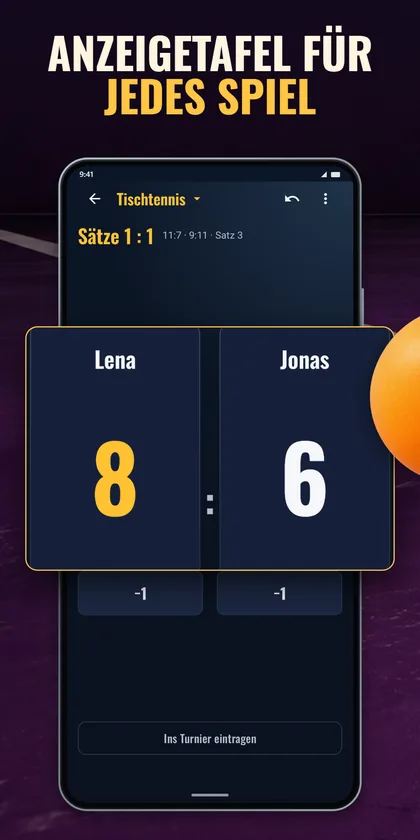 ANZEIGETAFEL FÜR
JEDES SPIEL
9:41
Tischtennis
Sätze 1 : 1 11:7 · 9:11 · Satz 3
Lena Jonas
8 : 6
-1 -1
Ins Turnier eintragen